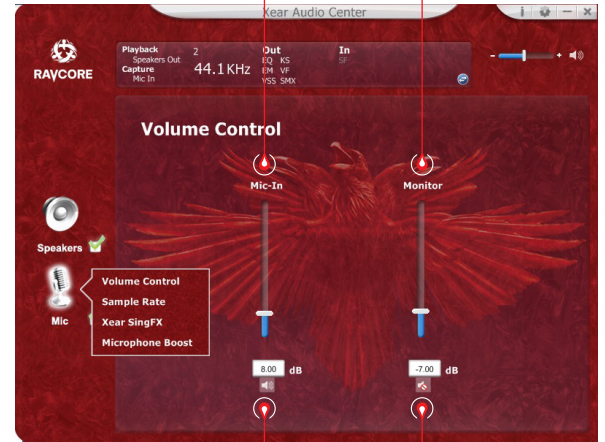 Xear Audio Center
i
RAVCORE
Playback 2 Out In
Speakers Out EQ KS SF
Capture 44.1KHz EM VF
Mic In VSS SMX
- +
Volume Control
Mic-In Monitor
Speakers
Volume Control
Sample Rate
Mic Xear SingFX
Microphone Boost
8.00 dB -7.00 dB